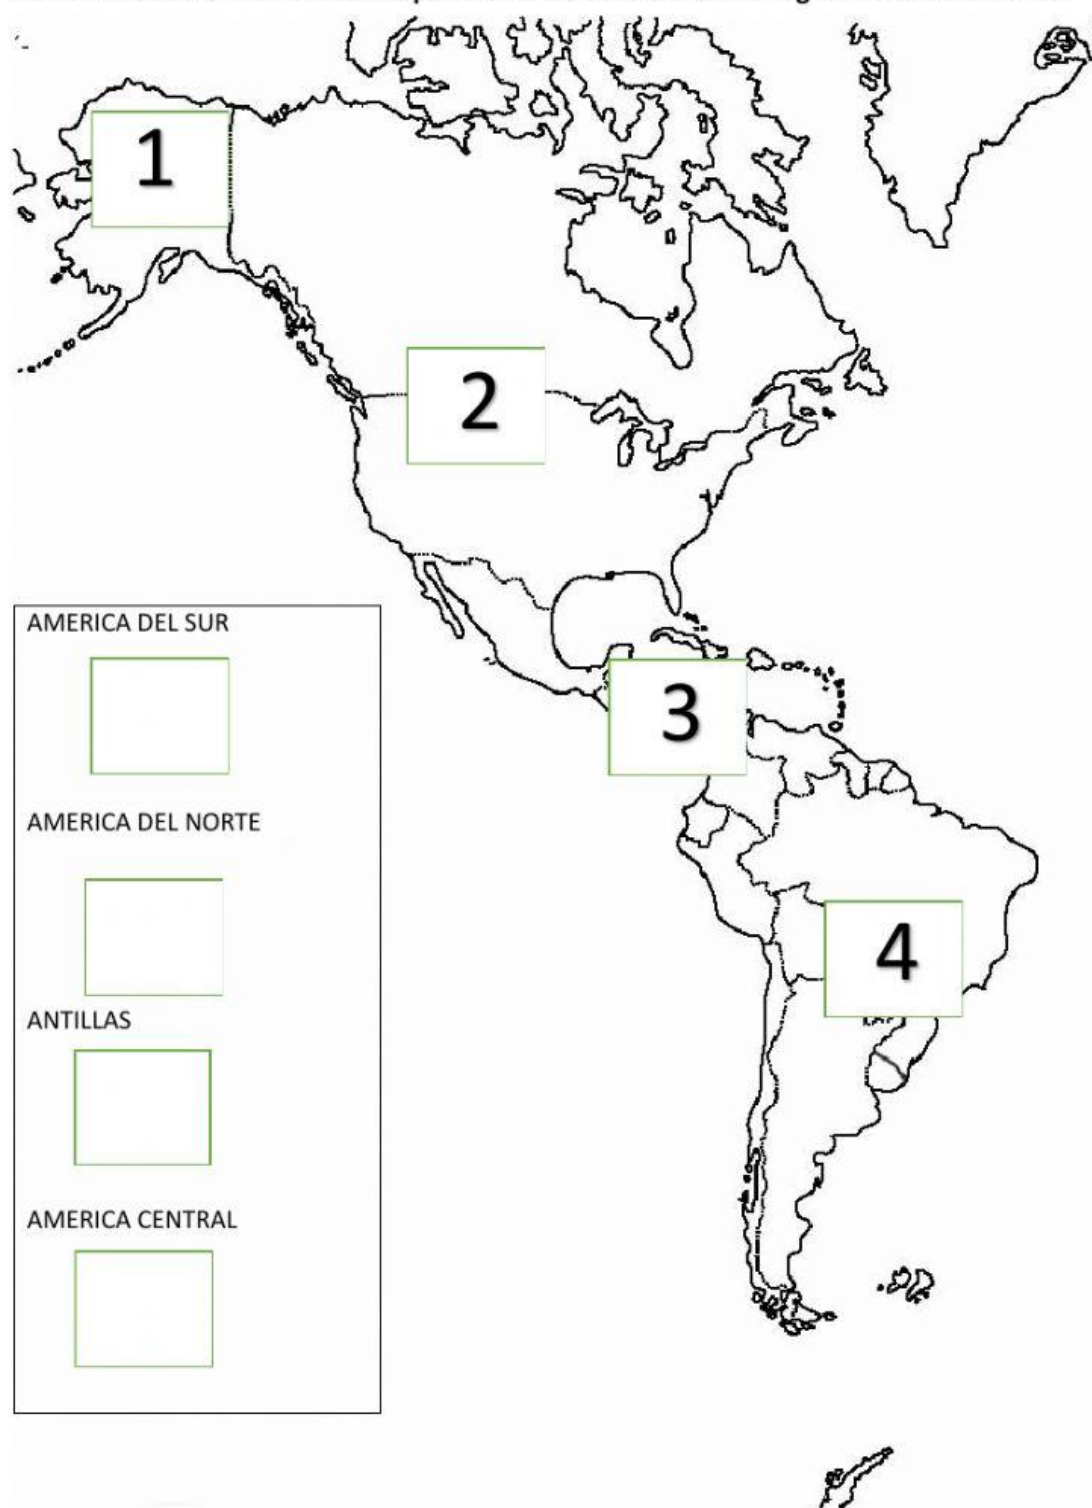 1
2
AMERICA DEL SUR
3
AMERICA DEL NORTE
4
ANTILLAS
AMERICA CENTRAL